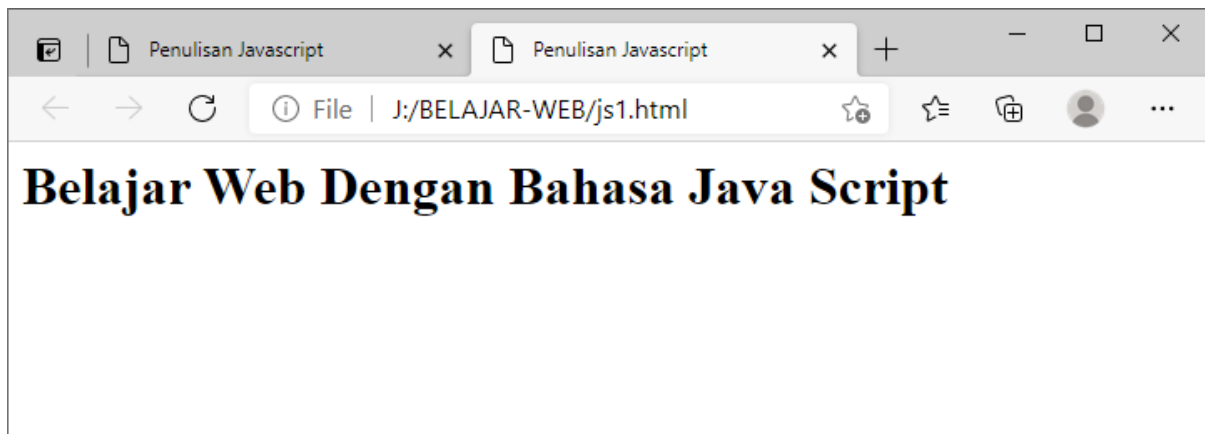 Penulisan Javascript
Penulisan Javascript
File | J:/BELAJAR-WEB/js1.html
Belajar Web Dengan Bahasa Java Script